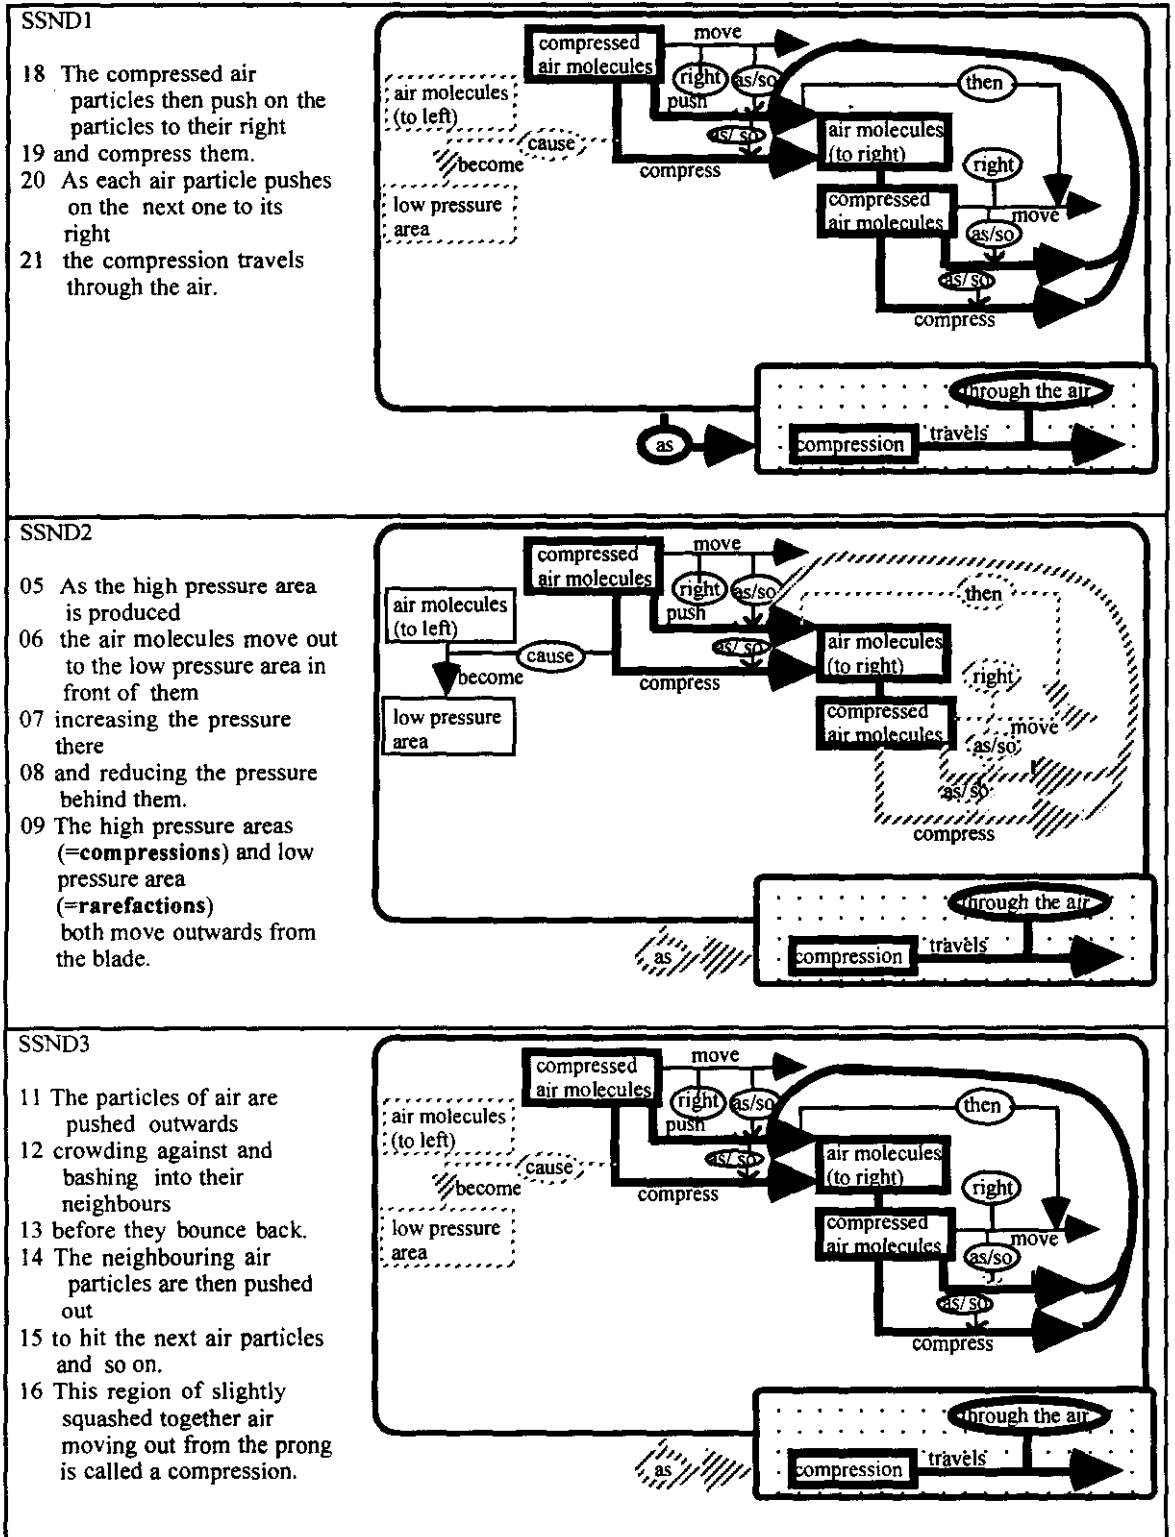 SSND1
18 The compressed air
particles then push on the
particles to their right
19 and compress them.
20 As each air particle pushes
on the next one to its
right
21 the compression travels
through the air.
compressed
air molecules
move
right
as/so
push
then
air molecules
(to left)
as/ so
cause
become
compress
air molecules
(to right)
right
low pressure
area
compressed
air molecules
move
as/so
as/ so
compress
through the air
as
compression
travels
SSND2
05 As the high pressure area
is produced
06 the air molecules move out
to the low pressure area in
front of them
07 increasing the pressure
there
08 and reducing the pressure
behind them.
09 The high pressure areas
(=compressions) and low
pressure area
(=rarefactions)
both move outwards from
the blade.
compressed
air molecules
move
right
as/so
push
then
air molecules
(to left)
as/ so
cause
become
compress
air molecules
(to right)
right
low pressure
area
compressed
air molecules
move
as/so
as/ so
compress
through the air
as
compression
travels
SSND3
11 The particles of air are
pushed outwards
12 crowding against and
bashing into their
neighbours
13 before they bounce back.
14 The neighbouring air
particles are then pushed
out
15 to hit the next air particles
and so on.
16 This region of slightly
squashed together air
moving out from the prong
is called a compression.
compressed
air molecules
move
right
as/so
push
then
air molecules
(to left)
as/ so
cause
become
compress
air molecules
(to right)
right
low pressure
area
compressed
air molecules
move
as/so
as/ so
compress
through the air
as
compression
travels